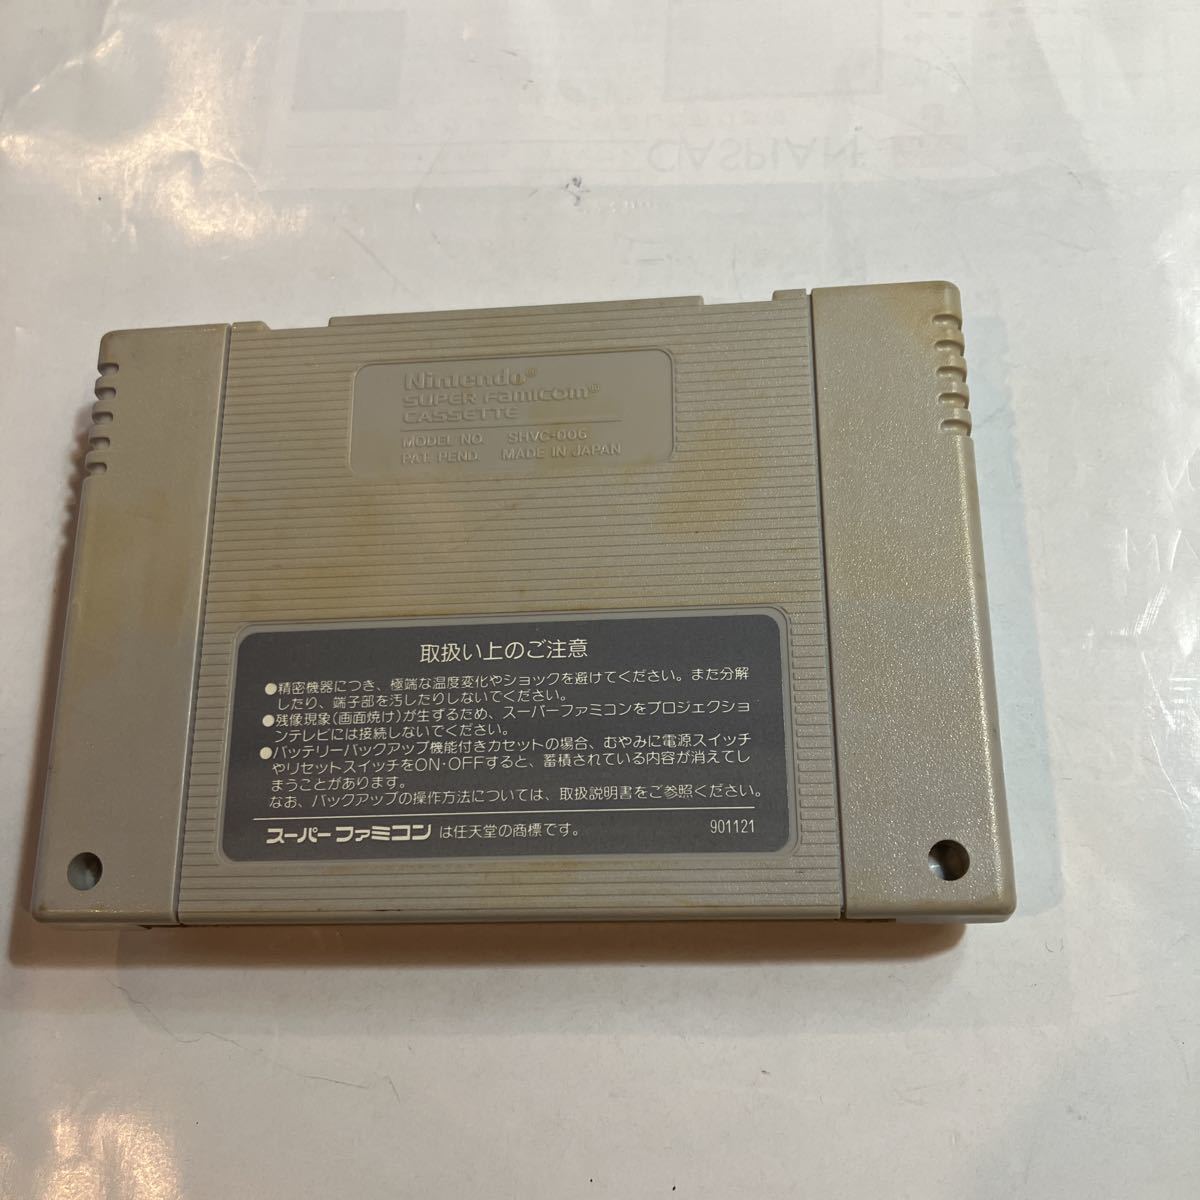 CASPIAN
Nintendo®
SUPER FAMICOM®
CASSETTE
MODEL NO. SHVC-006
PAT. PEND. MADE IN JAPAN
取扱い上のご注意
●精密機器につき、極端な温度変化やショックを避けてください。また分解
したり、端子部を汚したりしないでください。
●残像現象(画面焼け)が生ずるため、スーパーファミコンをプロジェクショ
ンテレビには接続しないでください。
●バッテリーバックアップ機能付きカセットの場合、むやみに電源スイッチ
やリセットスイッチをON・OFFすると、蓄積されている内容が消えてし
まうことがあります。
なお、バックアップの操作方法については、取扱説明書をご参照ください。
スーパーファミコン は任天堂の商標です。 901121